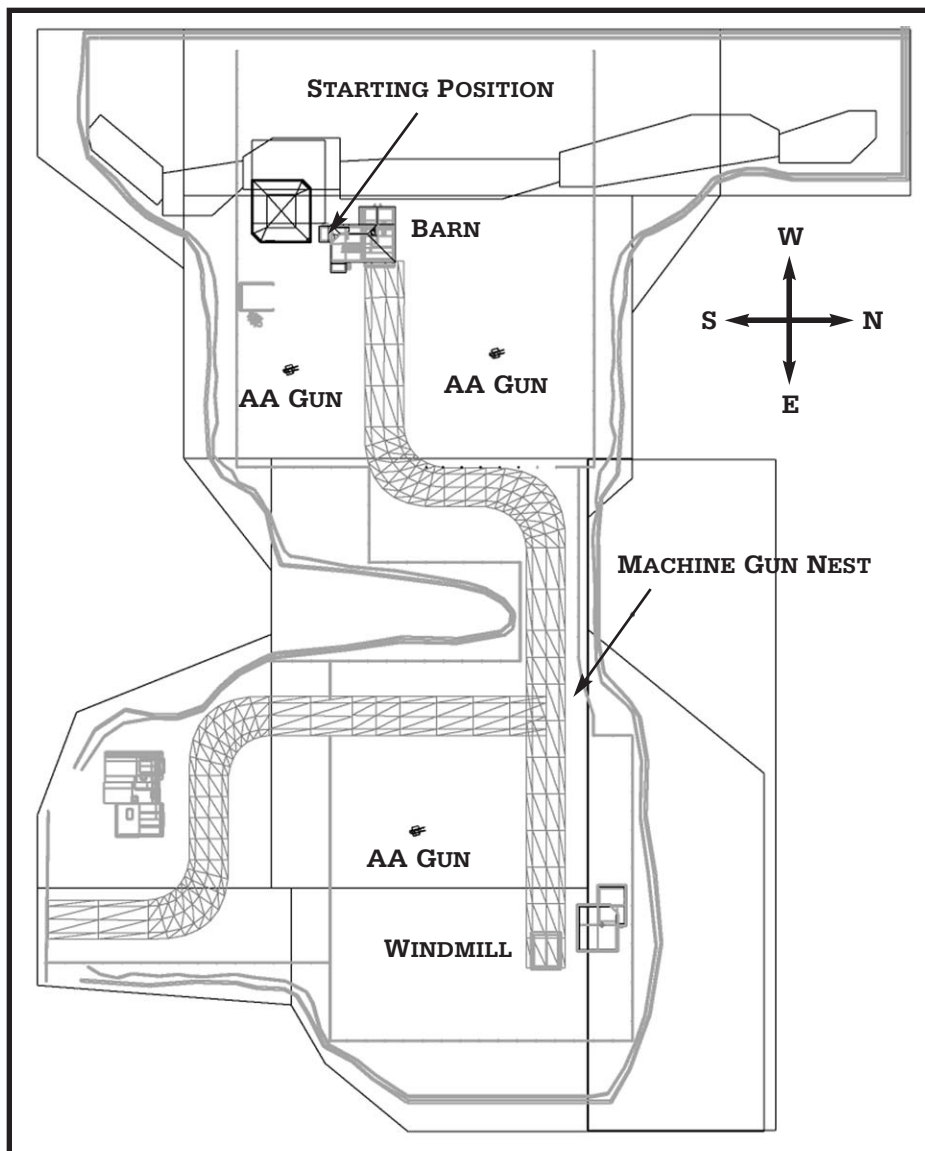 STARTING POSITION
BARN
W
S N
E
AA GUN
AA GUN
MACHINE GUN NEST
AA GUN
WINDMILL